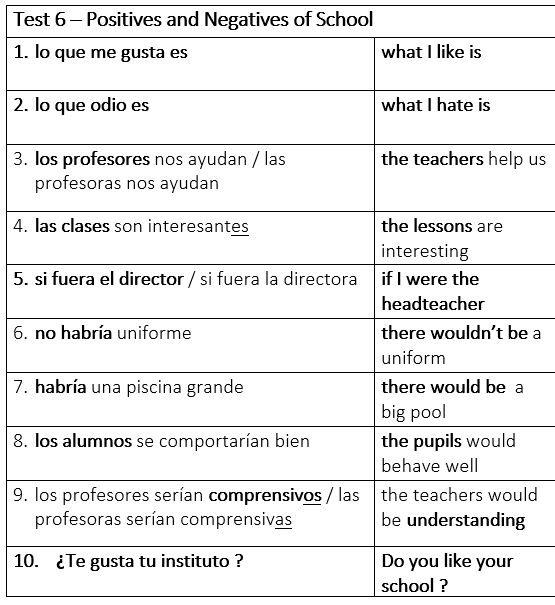 Test 6 – Positives and Negatives of School
1. lo que me gusta es
what I like is
2. lo que odio es
what I hate is
3. los profesores nos ayudan / las
profesoras nos ayudan
the teachers help us
4. las clases son interesantes
the lessons are
interesting
5. si fuera el director / si fuera la directora
if I were the
headteacher
6. no habría uniforme
there wouldn’t be a
uniform
7. habría una piscina grande
there would be a
big pool
8. los alumnos se comportarían bien
the pupils would
behave well
9. los profesores serían comprensivos / las
profesoras serían comprensivas
the teachers would
be understanding
10. ¿Te gusta tu instituto ?
Do you like your
school ?